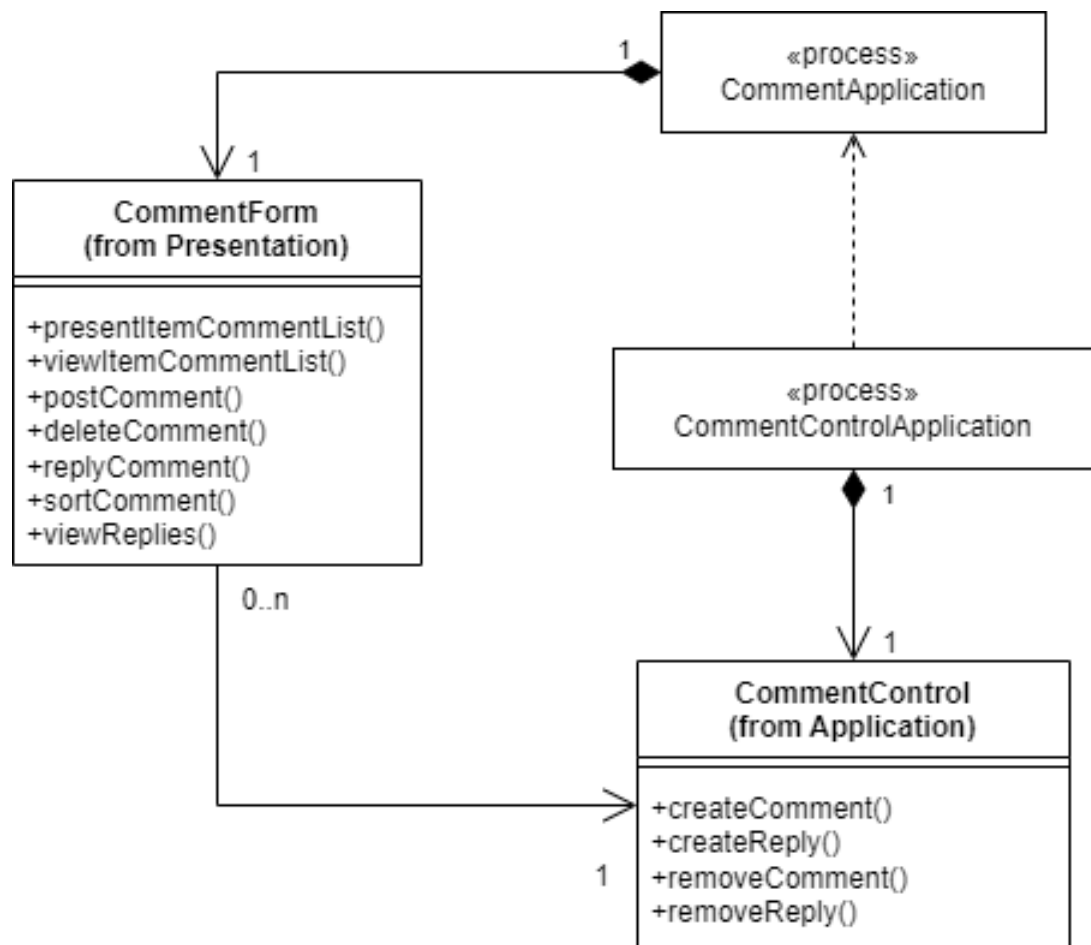 1
«process»
CommentApplication
1
CommentForm
(from Presentation)
+presentItemCommentList()
+viewItemCommentList()
+postComment()
+deleteComment()
+replyComment()
+sortComment()
+viewReplies()
«process»
CommentControlApplication
1
0..n
1
CommentControl
(from Application)
+createComment()
+createReply()
+removeComment()
+removeReply()
1